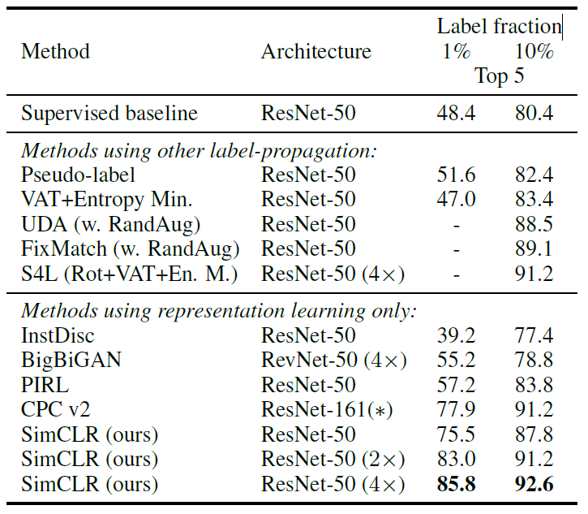 Label fraction
Method Architecture 1% 10%
Top 5
Supervised baseline ResNet-50 48.4 80.4
Methods using other label-propagation:
Pseudo-label ResNet-50 51.6 82.4
VAT+Entropy Min. ResNet-50 47.0 83.4
UDA (w. RandAug) ResNet-50 - 88.5
FixMatch (w. RandAug) ResNet-50 - 89.1
S4L (Rot+VAT+En. M.) ResNet-50 (4×) - 91.2
Methods using representation learning only:
InstDisc ResNet-50 39.2 77.4
BigBiGAN RevNet-50 (4×) 55.2 78.8
PIRL ResNet-50 57.2 83.8
CPC v2 ResNet-161(∗) 77.9 91.2
SimCLR (ours) ResNet-50 75.5 87.8
SimCLR (ours) ResNet-50 (2×) 83.0 91.2
SimCLR (ours) ResNet-50 (4×) 85.8 92.6